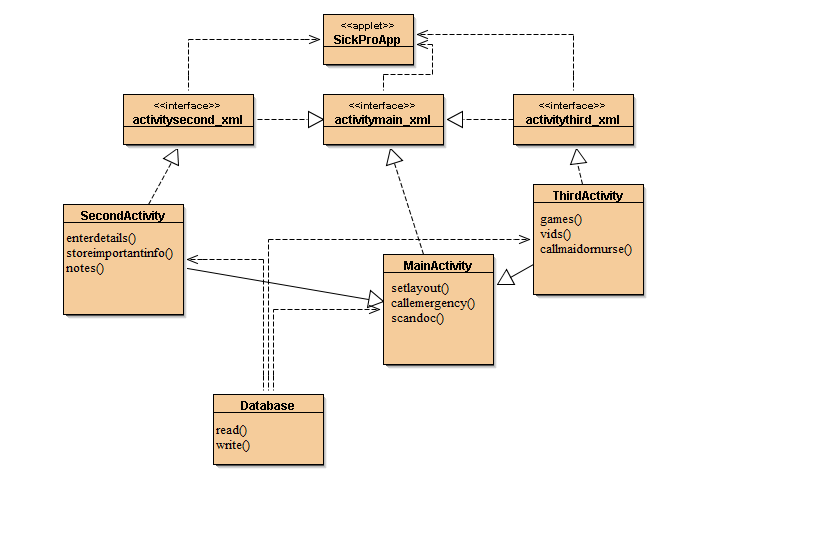 <<applet>>
SickProApp
<<interface>>
activitysecond_xml
<<interface>>
activitymain_xml
<<interface>>
activitythird_xml
SecondActivity
enterdetails()
storeimportantinfo()
notes()
ThirdActivity
games()
vids()
callmaidornurse()
MainActivity
setlayout()
callemergency()
scandoc()
Database
read()
write()